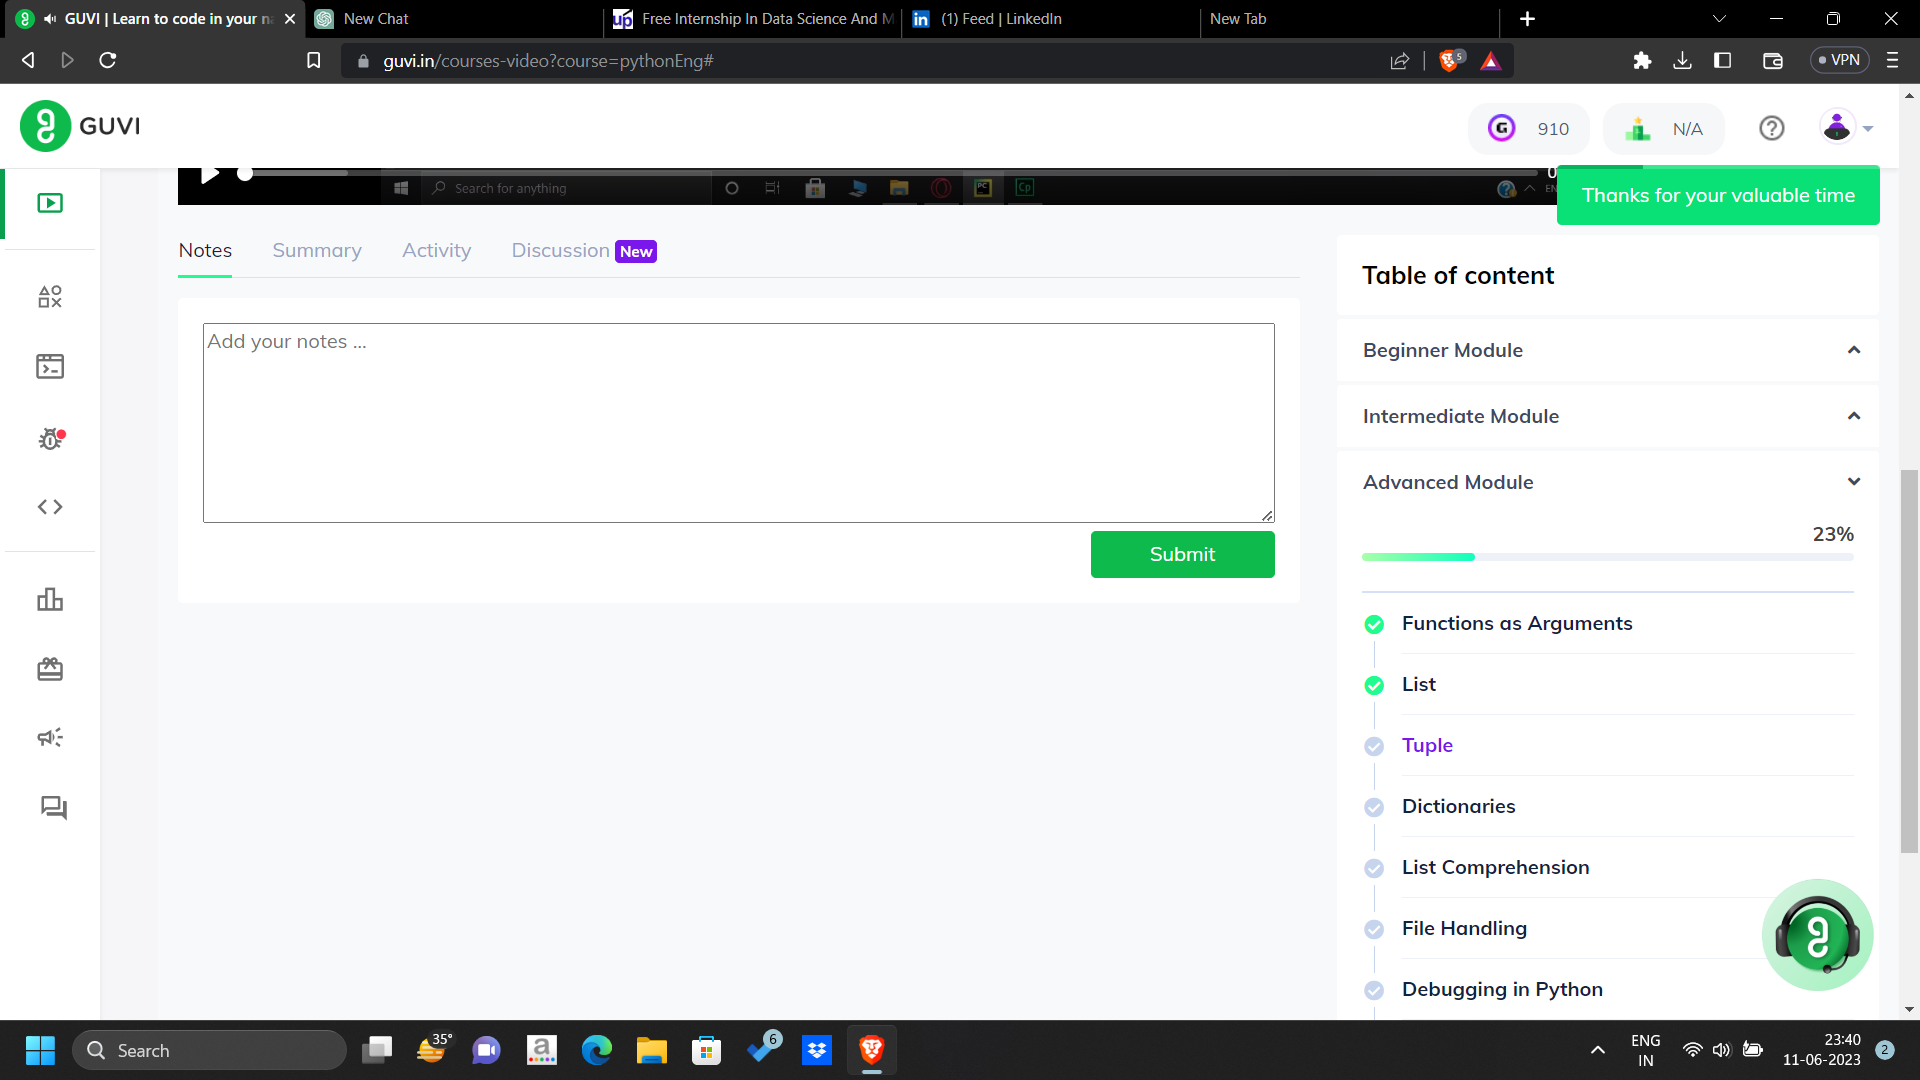 GUVI | Learn to code in your na
New Chat
Free Internship In Data Science And M
(1) Feed | LinkedIn
New Tab
guvi.in/courses-video?course=pythonEng#
5
VPN
GUVI
910
N/A
Search for anything
Thanks for your valuable time
Notes
Summary
Activity
Discussion New
Add your notes ...
Submit
Table of content
Beginner Module
Intermediate Module
Advanced Module
23%
Functions as Arguments
List
Tuple
Dictionaries
List Comprehension
File Handling
Debugging in Python
Search
35°
6
ENG
IN
23:40
11-06-2023
2